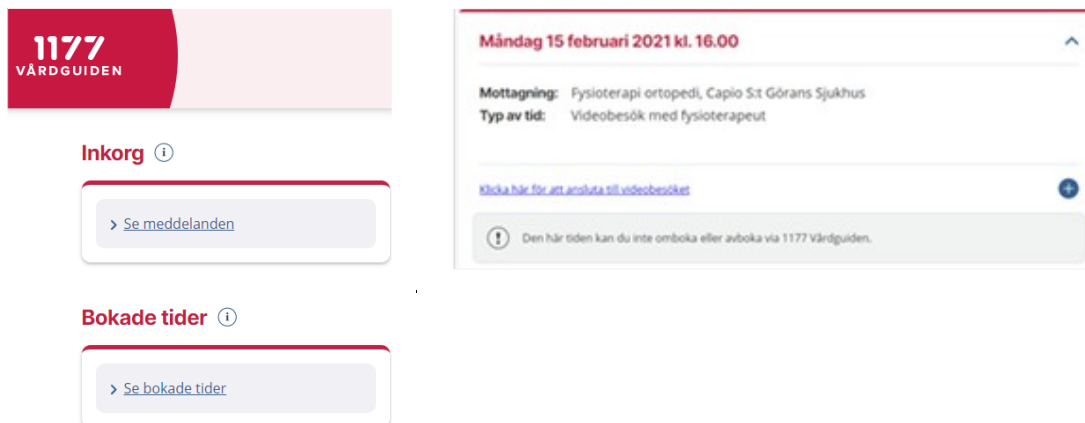 1177
VÅRDGUIDEN
Inkorg
Se meddelanden
Bokade tider
Se bokade tider
Måndag 15 februari 2021 kl. 16.00
Mottagning: Fysioterapi ortopedi, Capio S:t Görans Sjukhus
Typ av tid: Videobesök med fysioterapeut
Klicka här för att ansluta till videobesöket
Den här tiden kan du inte omboka eller avboka via 1177 Vårdguiden.